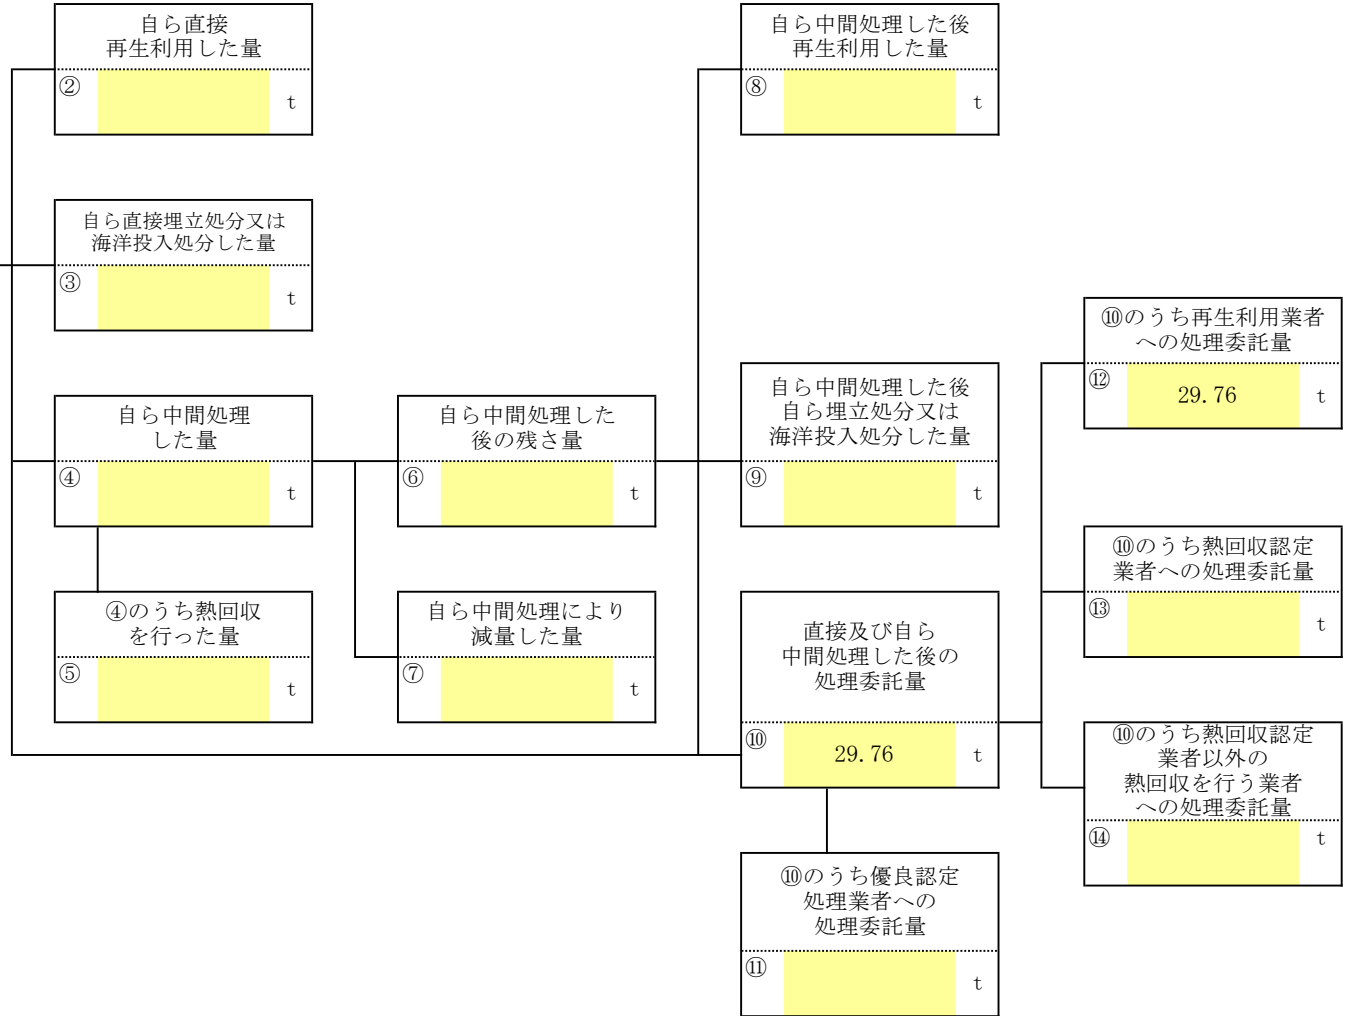 自ら直接
再生利用した量
②
t
自ら中間処理した後
再生利用した量
⑧
t
自ら直接埋立処分又は
海洋投入処分した量
③
t
⑩のうち再生利用業者
への処理委託量
⑫
29.76
t
自ら中間処理
した量
④
t
自ら中間処理した
後の残さ量
⑥
t
自ら中間処理した後
自ら埋立処分又は
海洋投入処分した量
⑨
t
⑩のうち熱回収認定
業者への処理委託量
⑬
t
④のうち熱回収
を行った量
⑤
t
自ら中間処理により
減量した量
⑦
t
直接及び自ら
中間処理した後の
処理委託量
⑩
29.76
t
⑩のうち熱回収認定
業者以外の
熱回収を行う業者
への処理委託量
⑭
t
⑩のうち優良認定
処理業者への
処理委託量
⑪
t